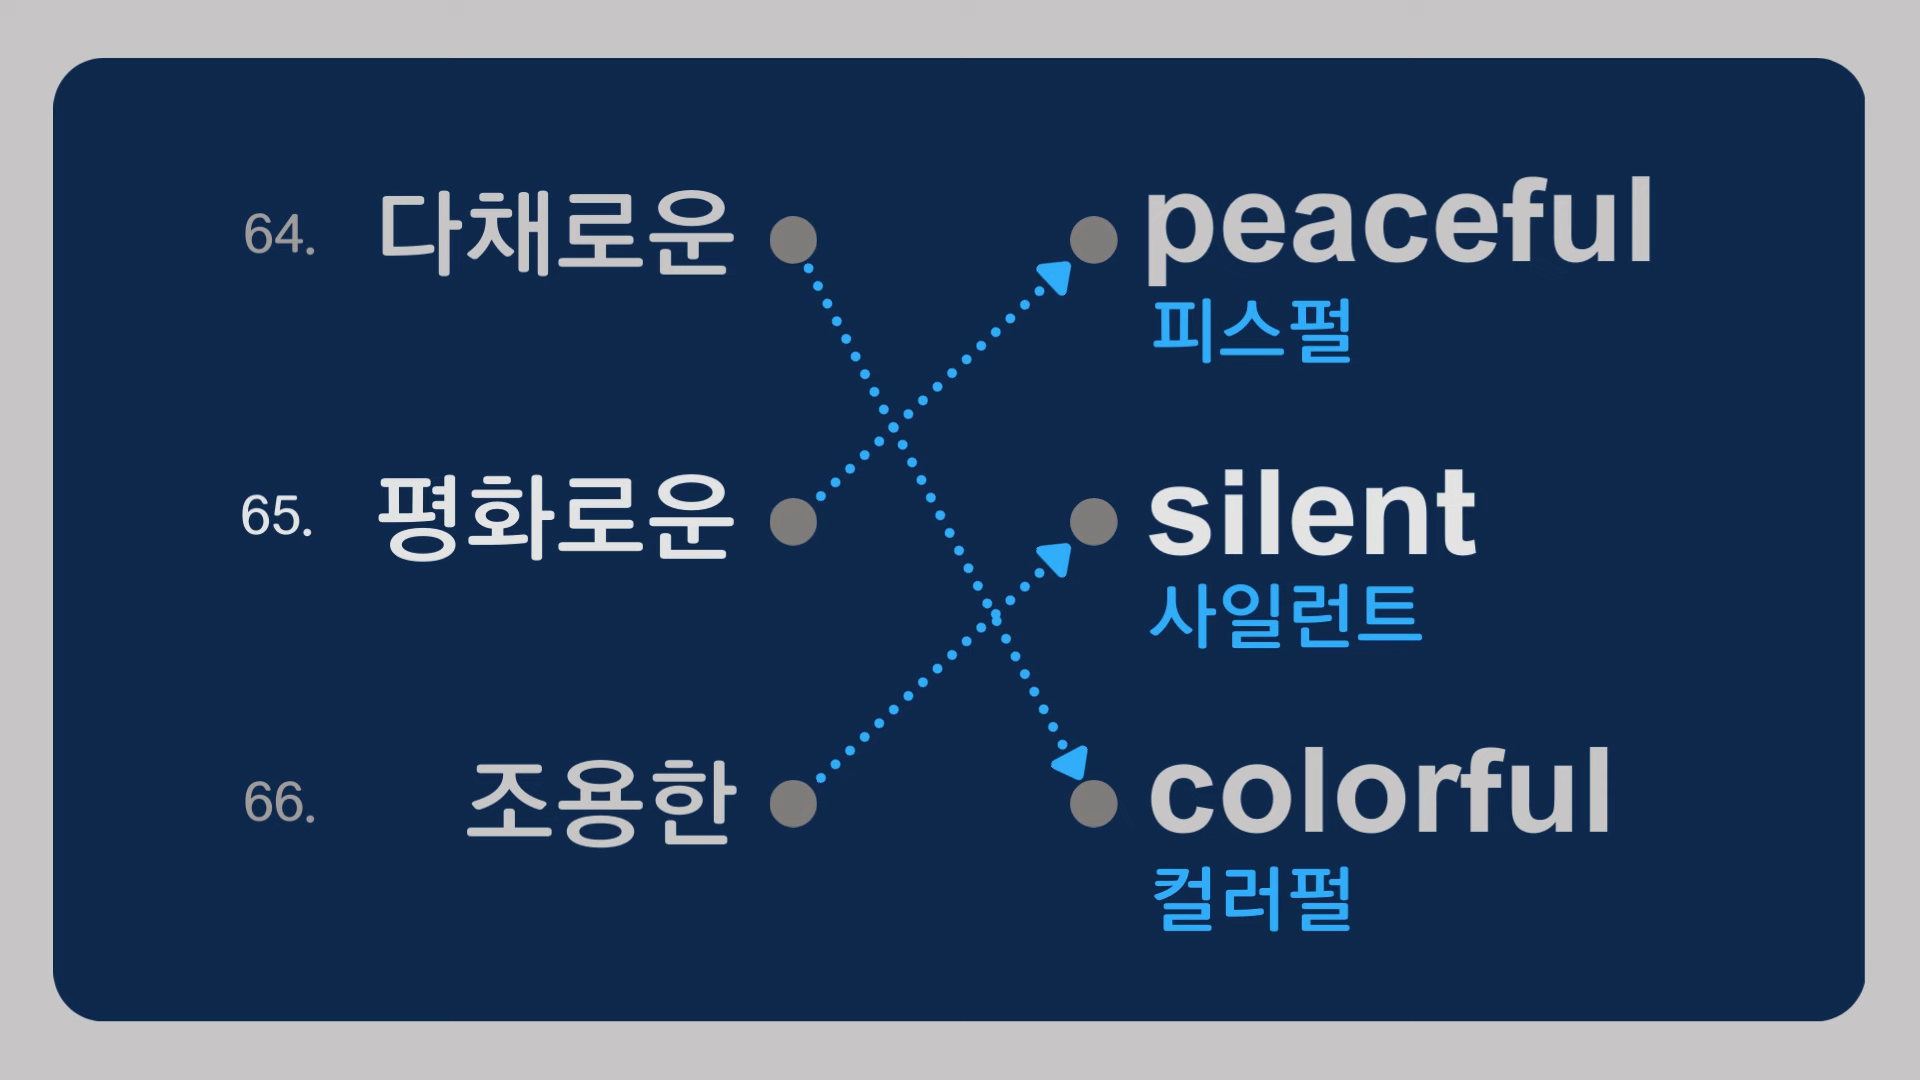 64. 다채로운
peaceful
피스펄
65. 평화로운
silent
사일런트
66. 조용한
colorful
컬러펄